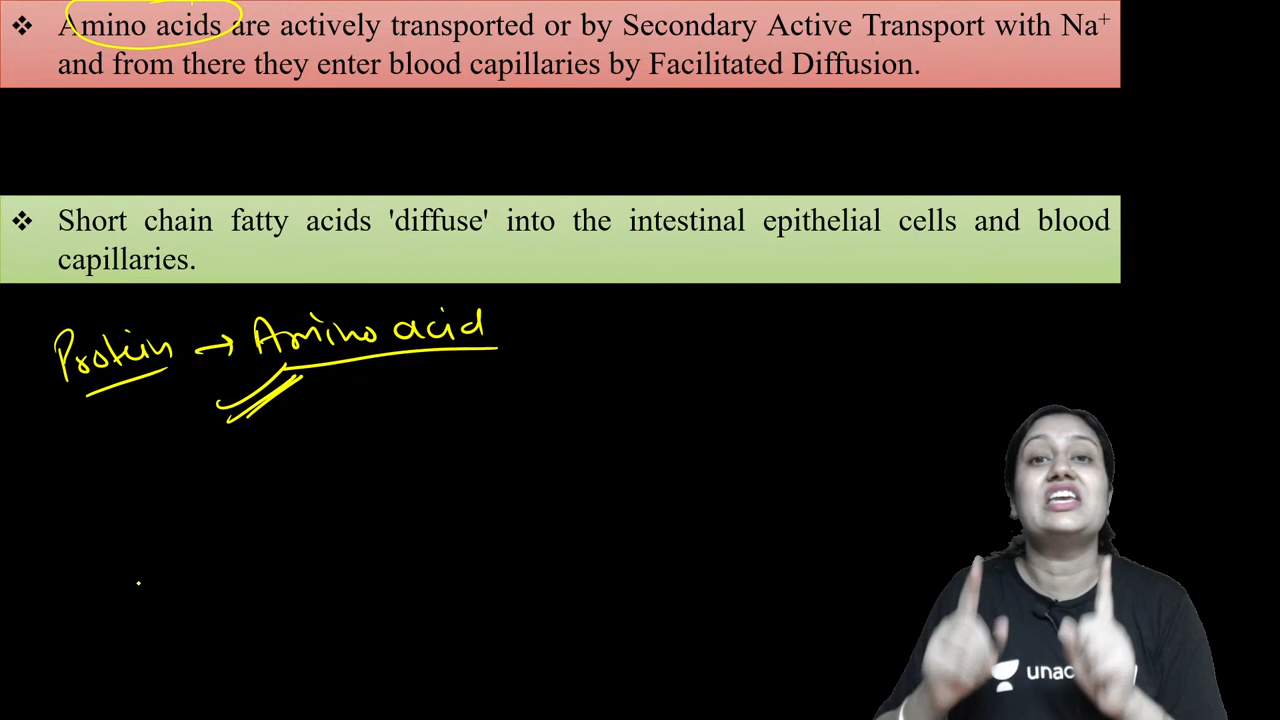 ❖ Amino acids are actively transported or by Secondary Active Transport with Na⁺
and from there they enter blood capillaries by Facilitated Diffusion.
❖ Short chain fatty acids 'diffuse' into the intestinal epithelial cells and blood
capillaries.
Protein → Amino acid
unac